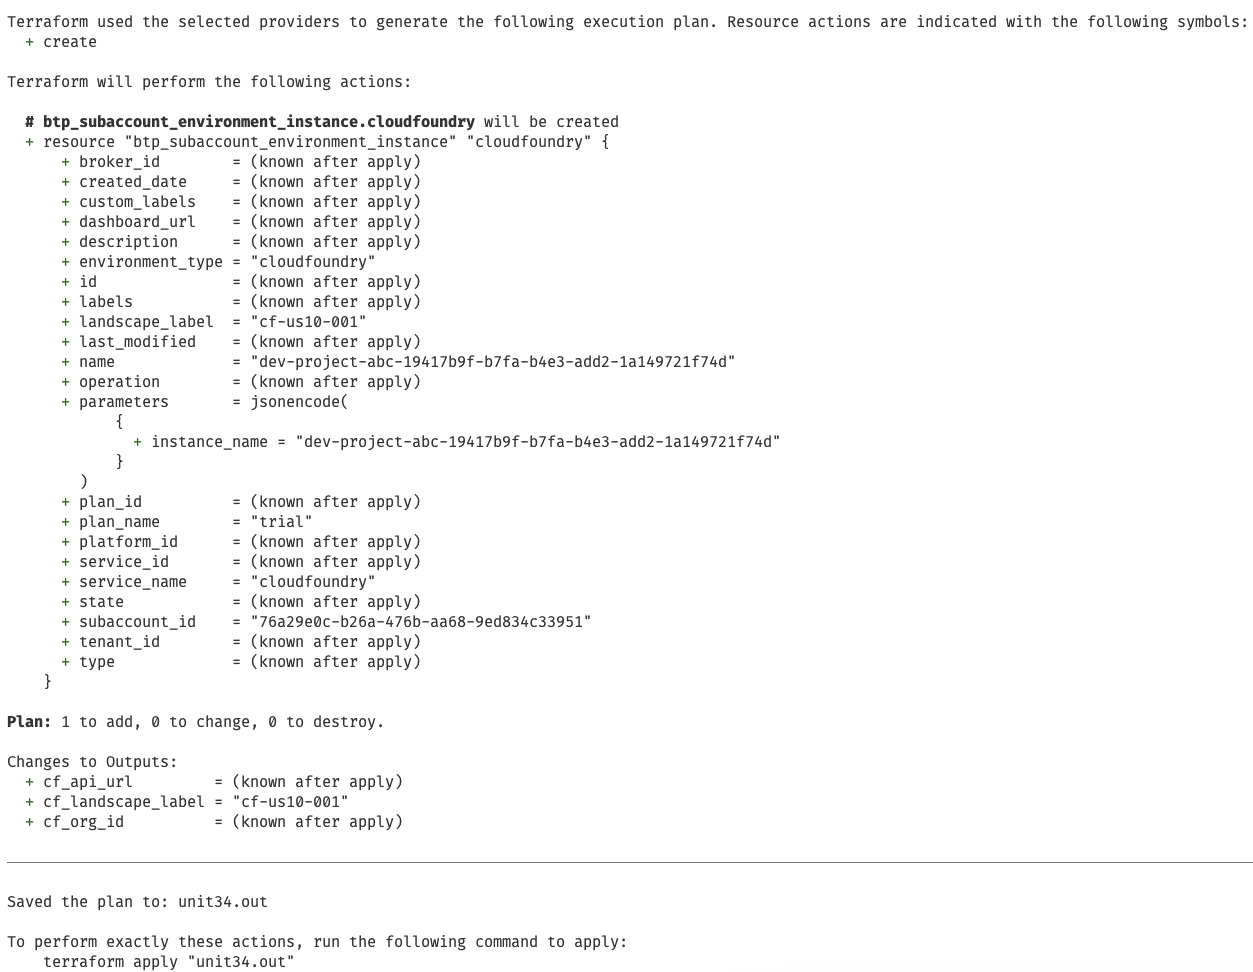 Terraform used the selected providers to generate the following execution plan. Resource actions are indicated with the following symbols:
  + create

Terraform will perform the following actions:

  # btp_subaccount_environment_instance.cloudfoundry will be created
  + resource "btp_subaccount_environment_instance" "cloudfoundry" {
      + broker_id        = (known after apply)
      + created_date     = (known after apply)
      + custom_labels    = (known after apply)
      + dashboard_url    = (known after apply)
      + description      = (known after apply)
      + environment_type = "cloudfoundry"
      + id               = (known after apply)
      + labels           = (known after apply)
      + landscape_label  = "cf-us10-001"
      + last_modified    = (known after apply)
      + name             = "dev-project-abc-19417b9f-b7fa-b4e3-add2-1a149721f74d"
      + operation        = (known after apply)
      + parameters       = jsonencode(
            {
              + instance_name = "dev-project-abc-19417b9f-b7fa-b4e3-add2-1a149721f74d"
            }
        )
      + plan_id          = (known after apply)
      + plan_name        = "trial"
      + platform_id      = (known after apply)
      + service_id       = (known after apply)
      + service_name     = "cloudfoundry"
      + state            = (known after apply)
      + subaccount_id    = "76a29e0c-b26a-476b-aa68-9ed834c33951"
      + tenant_id        = (known after apply)
      + type             = (known after apply)
    }

Plan: 1 to add, 0 to change, 0 to destroy.

Changes to Outputs:
  + cf_api_url         = (known after apply)
  + cf_landscape_label = "cf-us10-001"
  + cf_org_id          = (known after apply)

Saved the plan to: unit34.out

To perform exactly these actions, run the following command to apply:
    terraform apply "unit34.out"